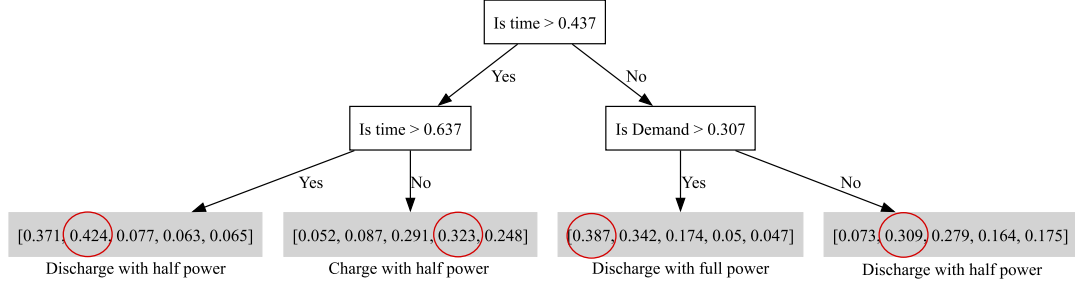 Is time > 0.437
Yes
No
Is time > 0.637
Is Demand > 0.307
Yes
No
Yes
No
[0.371, 0.424, 0.077, 0.063, 0.065]
[0.052, 0.087, 0.291, 0.323, 0.248]
[0.387, 0.342, 0.174, 0.05, 0.047]
[0.073, 0.309, 0.279, 0.164, 0.175]
Discharge with half power
Charge with half power
Discharge with full power
Discharge with half power